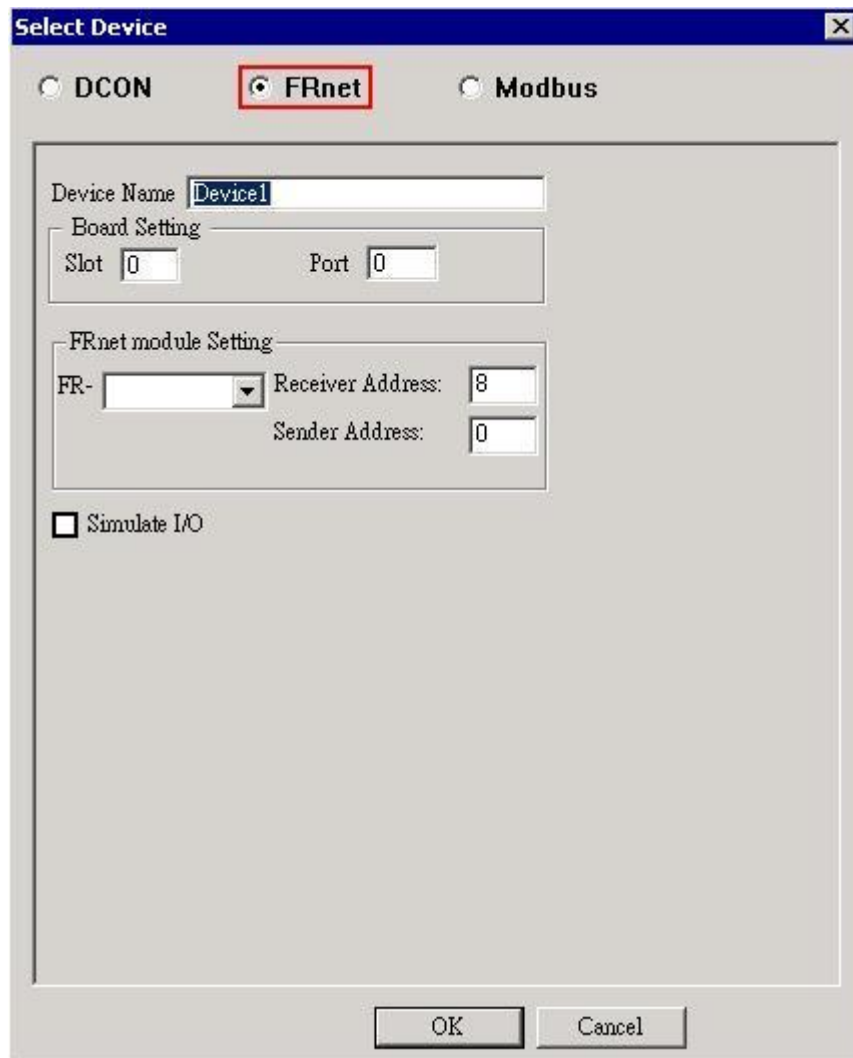 Select Device
DCON FRnet Modbus
Device Name Device1
Board Setting
Slot 0 Port 0
FRnet module Setting
FR- Receiver Address: 8
Sender Address: 0
Simulate I/O
OK Cancel